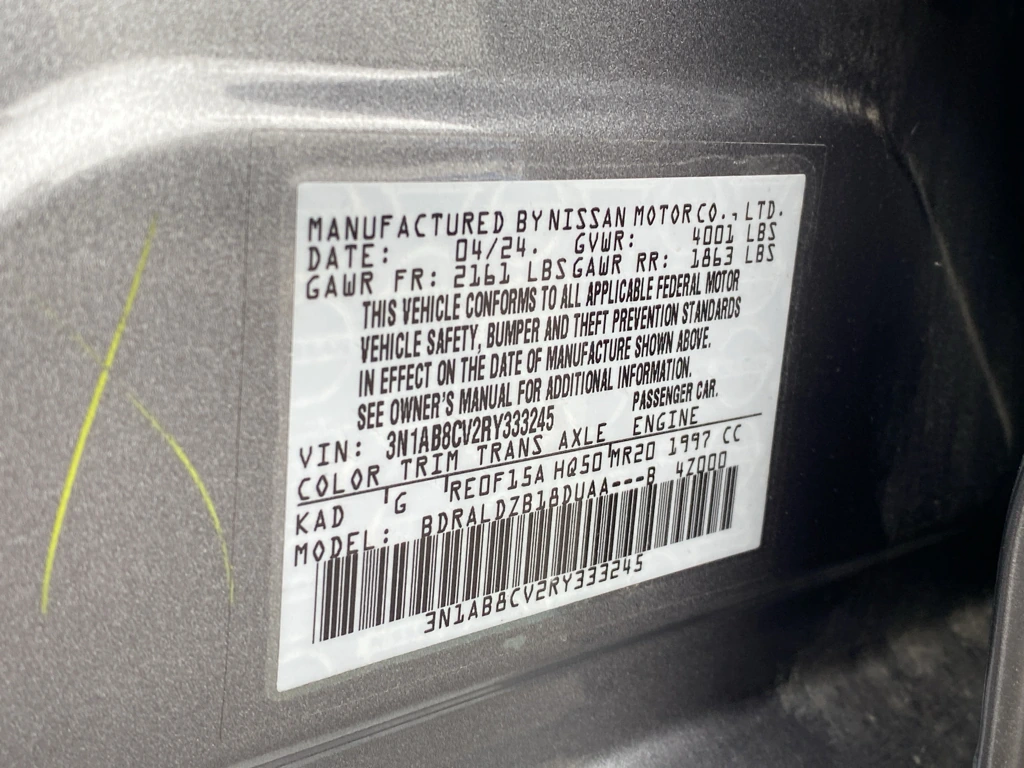 MANUFACTURED BY NISSAN MOTOR CO., LTD.
DATE: 04/24. GVWR: 4001 LBS
GAWR FR: 2161 LBS GAWR RR: 1863 LBS
THIS VEHICLE CONFORMS TO ALL APPLICABLE FEDERAL MOTOR
VEHICLE SAFETY, BUMPER AND THEFT PREVENTION STANDARDS
IN EFFECT ON THE DATE OF MANUFACTURE SHOWN ABOVE.
SEE OWNER'S MANUAL FOR ADDITIONAL INFORMATION.
VIN: 3N1AB8CV2RY333245 PASSENGER CAR.
COLOR TRIM TRANS AXLE ENGINE
KAD G RE0F15A HQ50 MR20 1997 CC
MODEL: BDRALDZB18DUAA---B 4Z000
3N1AB8CV2RY333245